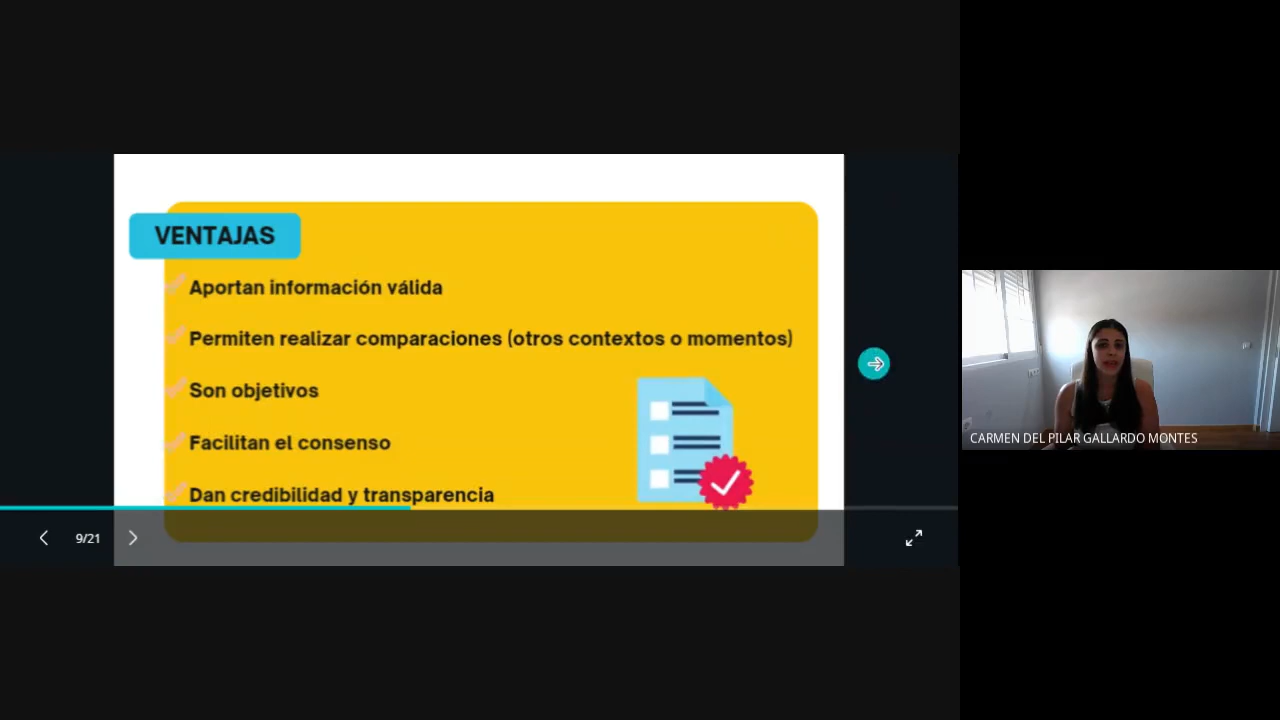 VENTAJAS
Aportan información válida
Permiten realizar comparaciones (otros contextos o momentos)
Son objetivos
Facilitan el consenso
Dan credibilidad y transparencia
9/21
CARMEN DEL PILAR GALLARDO MONTES